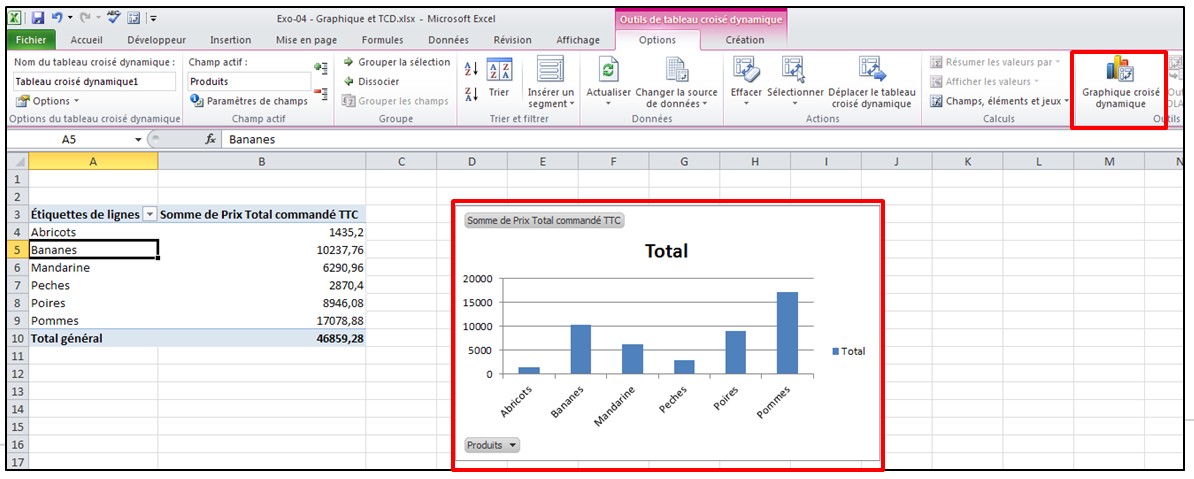 Exo-04 - Graphique et TCD.xlsx - Microsoft Excel
Outils de tableau croisé dynamique
Fichier Accueil Développeur Insertion Mise en page Formules Données Révision Affichage Options Création
Nom du tableau croisé dynamique : Champ actif : Grouper la sélection
Tableau croisé dynamique1 Produits Dissocier Trier Insérer un segment Actualiser Changer la source de données Effacer Sélectionner Déplacer le tableau croisé dynamique
Options Paramètres de champs Grouper les champs
Résumer les valeurs par
Afficher les valeurs
Champs, éléments et jeux
Graphique croisé dynamique
Options du tableau croisé dynamique Champ actif Groupe Trier et filtrer Données Actions Calculs
A5 fx Bananes
A B C D E F G H I J K L M N
1
2
3 Étiquettes de lignes Somme de Prix Total commandé TTC
4 Abricots 1435,2
5 Bananes 10237,76
6 Mandarine 6290,96
7 Peches 2870,4
8 Poires 8946,08
9 Pommes 17078,88
10 Total général 46859,28
11
12
13
14
15
16
17
Somme de Prix Total commandé TTC
Total
20000
15000
10000
5000
0
Abricots Bananes Mandarine Peches Poires Pommes
Total
Produits